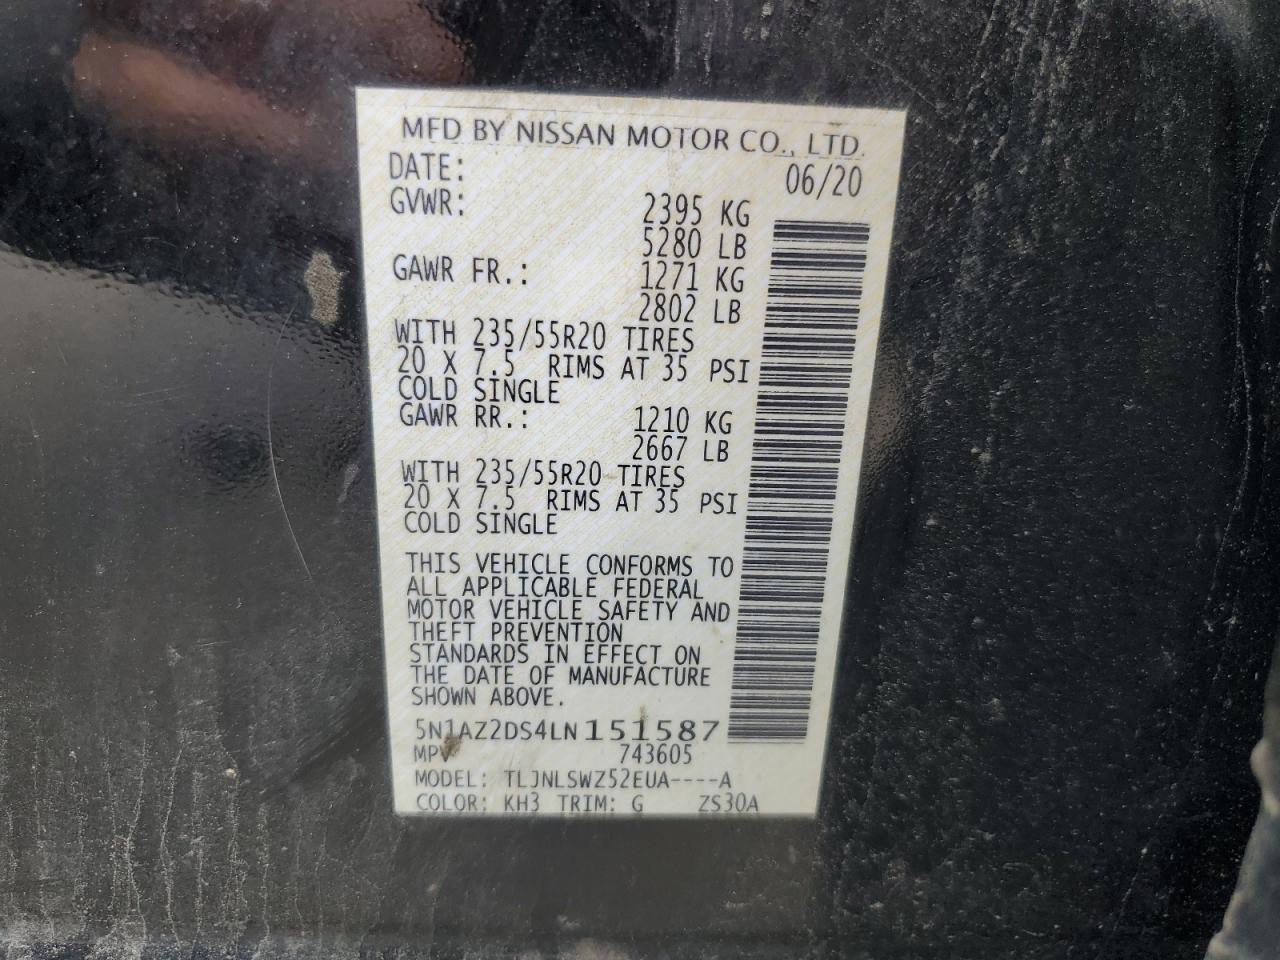 MFD BY NISSAN MOTOR CO., LTD.
DATE: 06/20
GVWR: 2395 KG
5280 LB
GAWR FR.: 1271 KG
2802 LB
WITH 235/55R20 TIRES
20 X 7.5 RIMS AT 35 PSI
COLD SINGLE
GAWR RR.: 1210 KG
2667 LB
WITH 235/55R20 TIRES
20 X 7.5 RIMS AT 35 PSI
COLD SINGLE
THIS VEHICLE CONFORMS TO
ALL APPLICABLE FEDERAL
MOTOR VEHICLE SAFETY AND
THEFT PREVENTION
STANDARDS IN EFFECT ON
THE DATE OF MANUFACTURE
SHOWN ABOVE.
5N1AZ2DS4LN151587
MPV 743605
MODEL: TLJNLSWZ52EUA----A
COLOR: KH3 TRIM: G ZS30A